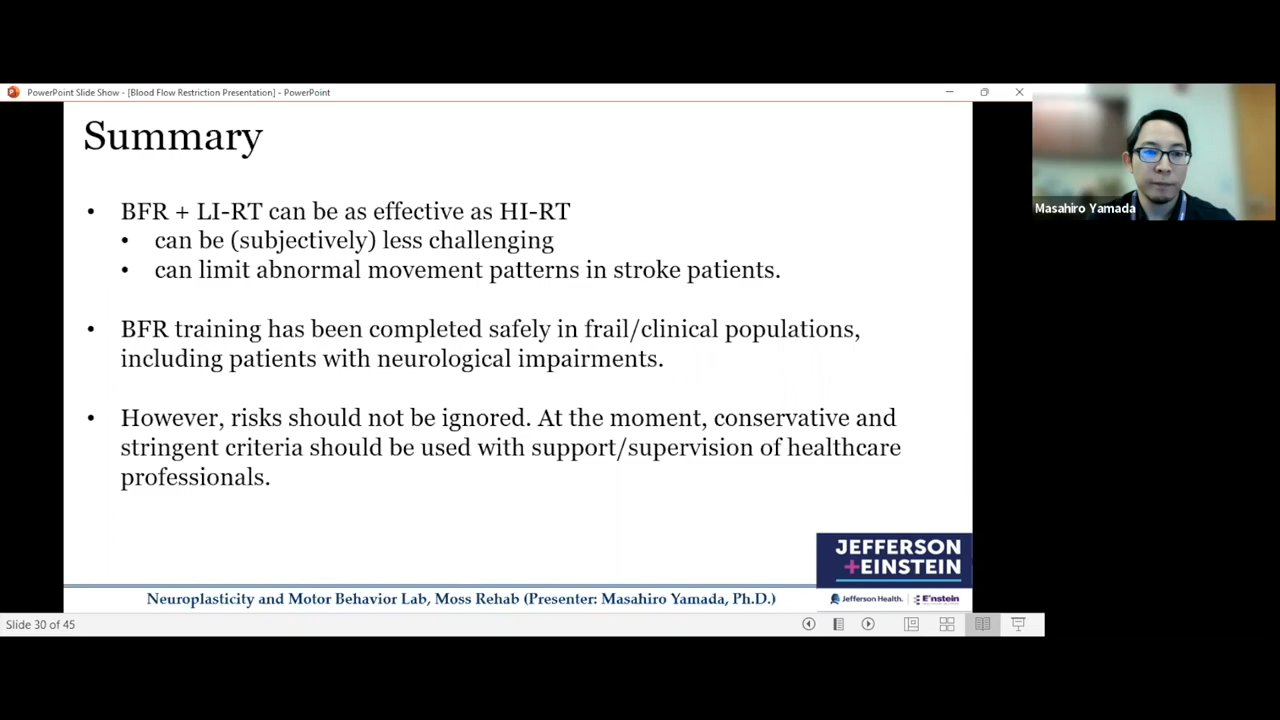 PowerPoint Slide Show - [Blood Flow Restriction Presentation] - PowerPoint
Summary
• BFR + LI-RT can be as effective as HI-RT
• can be (subjectively) less challenging
• can limit abnormal movement patterns in stroke patients.
• BFR training has been completed safely in frail/clinical populations,
including patients with neurological impairments.
• However, risks should not be ignored. At the moment, conservative and
stringent criteria should be used with support/supervision of healthcare
professionals.
JEFFERSON
+EINSTEIN
Neuroplasticity and Motor Behavior Lab, Moss Rehab (Presenter: Masahiro Yamada, Ph.D.)
Jefferson Health. | Einstein
Slide 30 of 45
Masahiro Yamada